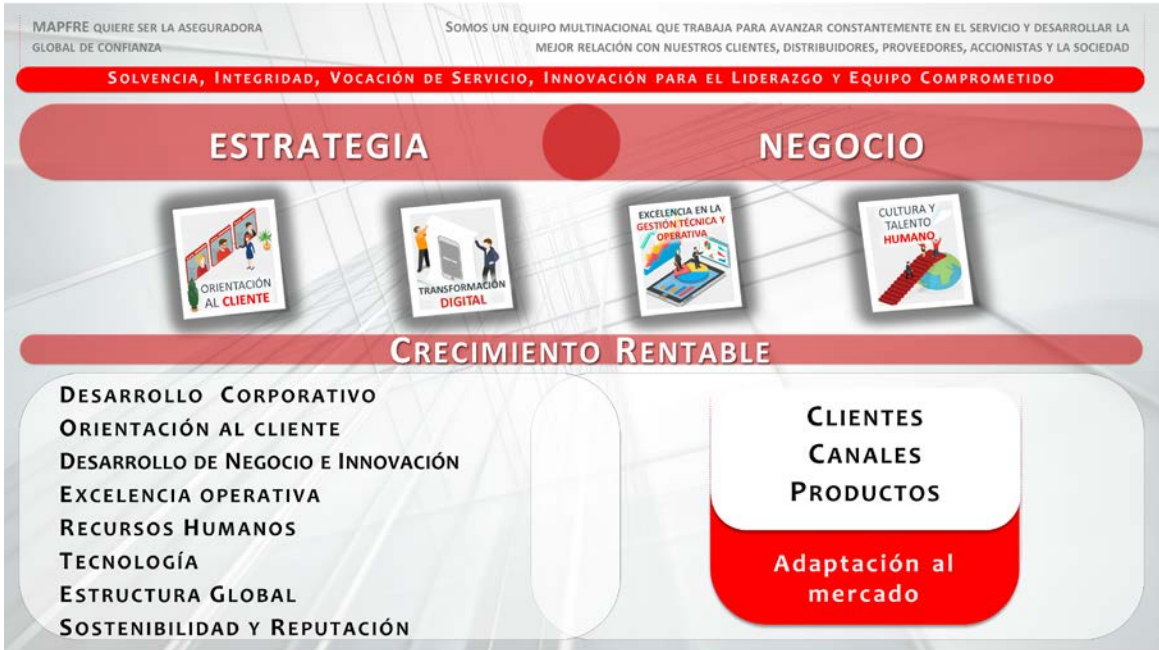 MAPFRE QUIERE SER LA ASEGURADORA
GLOBAL DE CONFIANZA
SOMOS UN EQUIPO MULTINACIONAL QUE TRABAJA PARA AVANZAR CONSTANTEMENTE EN EL SERVICIO Y DESARROLLAR LA
MEJOR RELACIÓN CON NUESTROS CLIENTES, DISTRIBUIDORES, PROVEEDORES, ACCIONISTAS Y LA SOCIEDAD
SOLVENCIA, INTEGRIDAD, VOCACIÓN DE SERVICIO, INNOVACIÓN PARA EL LIDERAZGO Y EQUIPO COMPROMETIDO
ESTRATEGIA
NEGOCIO
ORIENTACIÓN
AL CLIENTE
TRANSFORMACIÓN
DIGITAL
EXCELENCIA EN LA
GESTIÓN TÉCNICA Y
OPERATIVA
CULTURA Y
TALENTO
HUMANO
CRECIMIENTO RENTABLE
DESARROLLO CORPORATIVO
ORIENTACIÓN AL CLIENTE
DESARROLLO DE NEGOCIO E INNOVACIÓN
EXCELENCIA OPERATIVA
RECURSOS HUMANOS
TECNOLOGÍA
ESTRUCTURA GLOBAL
SOSTENIBILIDAD Y REPUTACIÓN
CLIENTES
CANALES
PRODUCTOS
Adaptación al
mercado